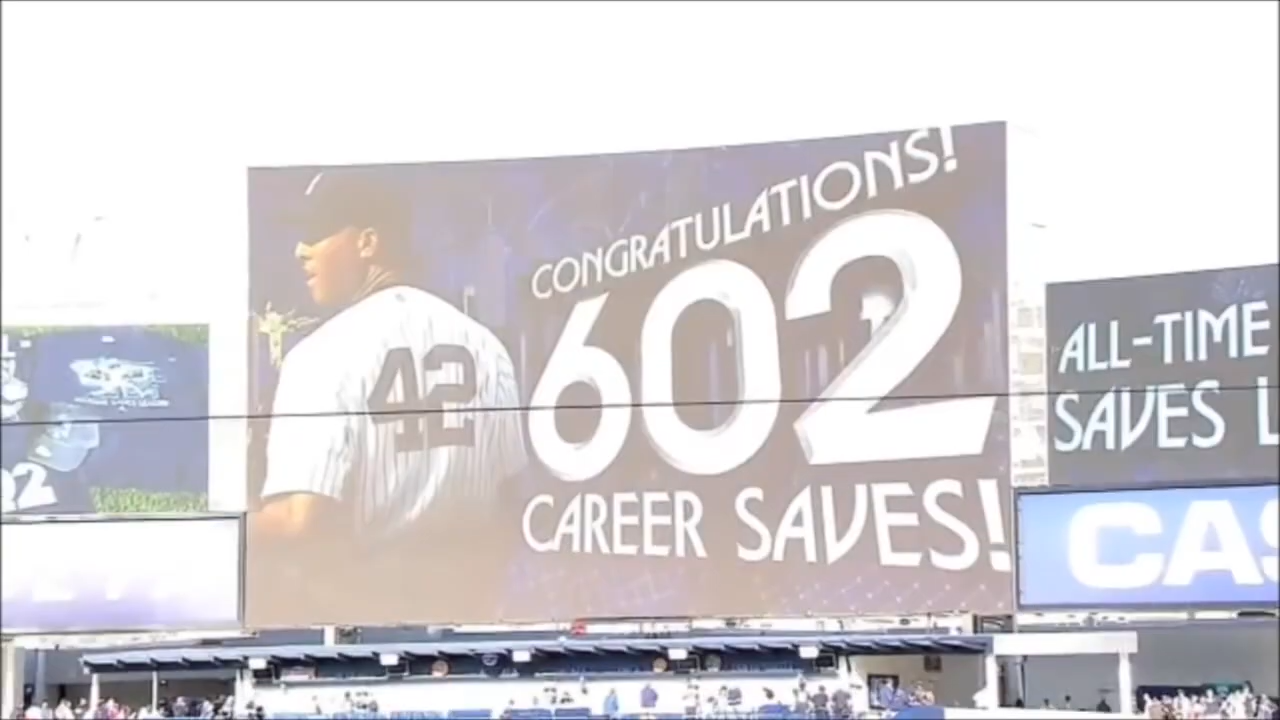 CONGRATULATIONS!
602
CAREER SAVES!
42
ALL-TIME
SAVES L
CAS